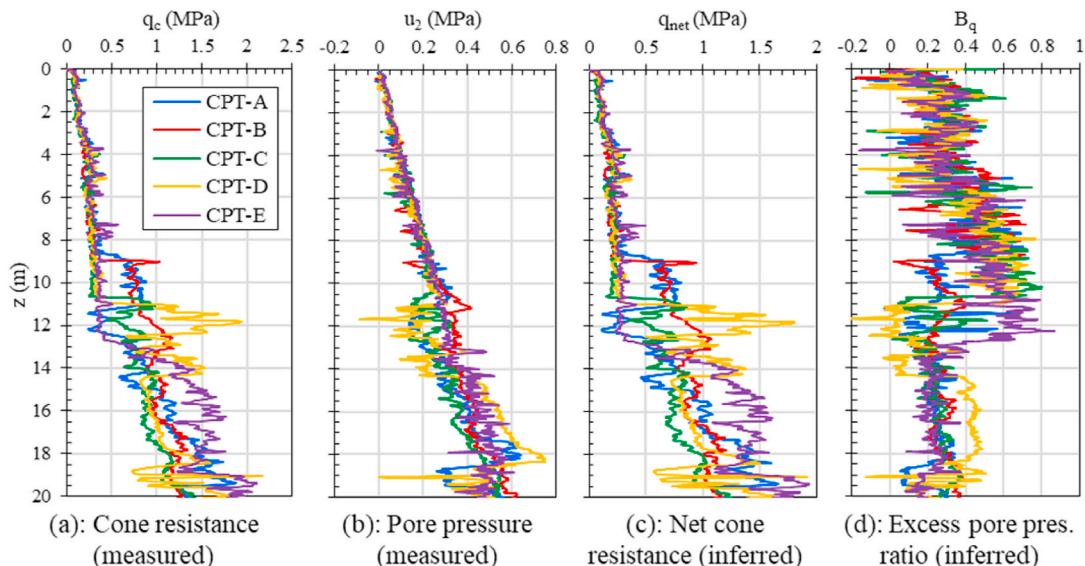 q_c (MPa)
0 0.5 1 1.5 2 2.5
0
2
4
6
8
10
12
14
16
18
20
z (m)
CPT-A
CPT-B
CPT-C
CPT-D
CPT-E
(a): Cone resistance
(measured)
u_2 (MPa)
-0.2 0 0.2 0.4 0.6 0.8
(b): Pore pressure
(measured)
q_net (MPa)
0 0.5 1 1.5 2
(c): Net cone
resistance (inferred)
B_q
-0.2 0 0.2 0.4 0.6 0.8 1
(d): Excess pore pres.
ratio (inferred)